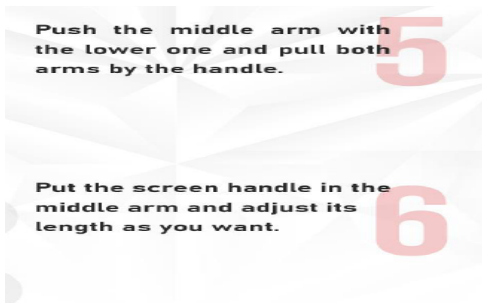 Push the middle arm with
the lower one and pull both
arms by the handle.
5
Put the screen handle in the
middle arm and adjust its
length as you want.
6